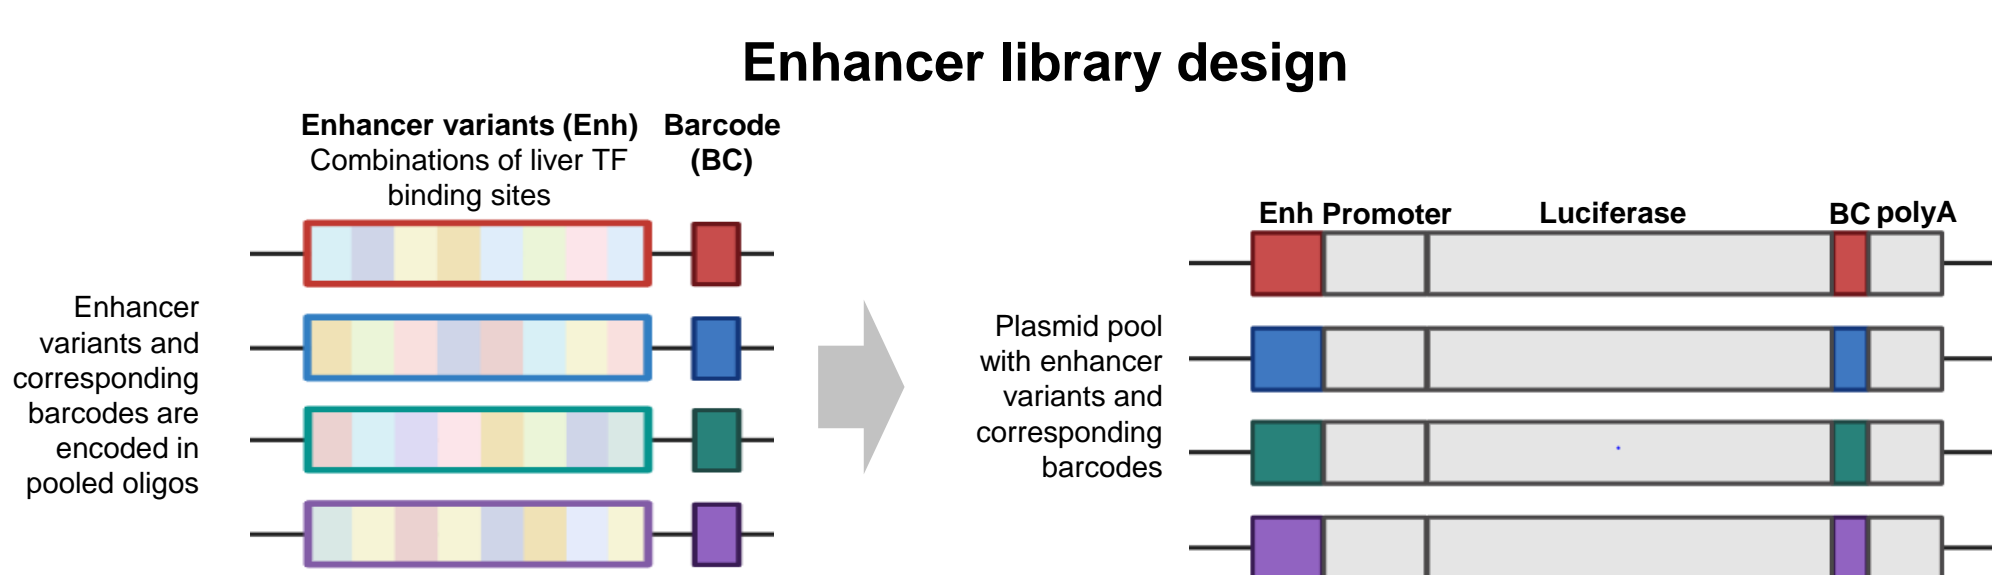 Enhancer library design
Enhancer variants (Enh)
Combinations of liver TF
binding sites
Barcode
(BC)
Enhancer
variants and
corresponding
barcodes are
encoded in
pooled oligos
Plasmid pool
with enhancer
variants and
corresponding
barcodes
Enh Promoter Luciferase BC polyA